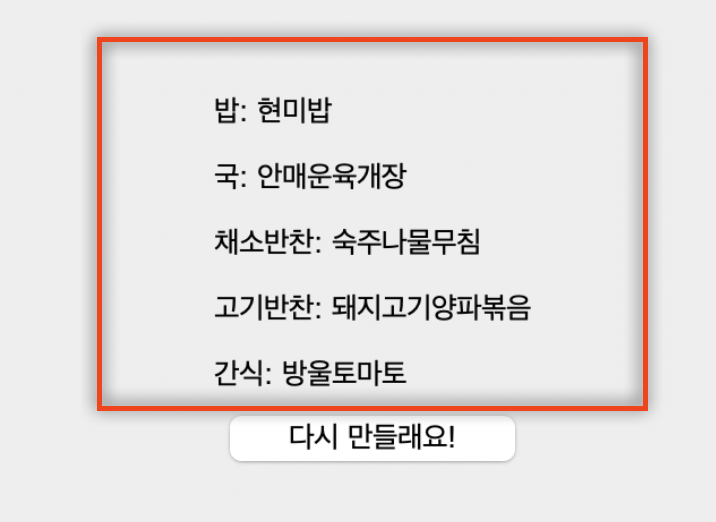 밥: 현미밥
국: 안매운육개장
채소반찬: 숙주나물무침
고기반찬: 돼지고기양파볶음
간식: 방울토마토
다시 만들래요!